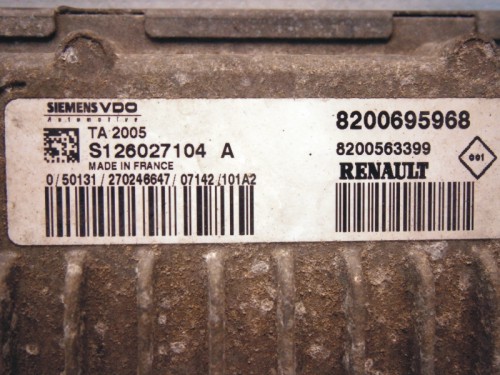 SIEMENS VDO
Automotive
TA 2005
S126027104 A
MADE IN FRANCE
0/50131/270246647/07142/101A2
8200695968
8200563399
RENAULT
001